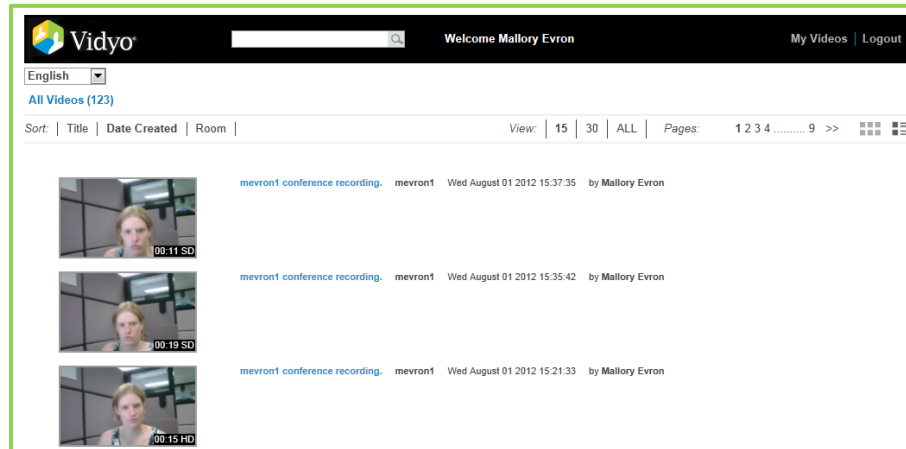 Vidyo Welcome Mallory Evron My Videos | Logout
English
All Videos (123)
Sort: | Title | Date Created | Room | View: | 15 | 30 | ALL | Pages: 1 2 3 4 .......... 9 >>
mevron1 conference recording. mevron1 Wed August 01 2012 15:37:35 by Mallory Evron
00:11 SD
mevron1 conference recording. mevron1 Wed August 01 2012 15:35:42 by Mallory Evron
00:19 SD
mevron1 conference recording. mevron1 Wed August 01 2012 15:21:33 by Mallory Evron
00:15 HD